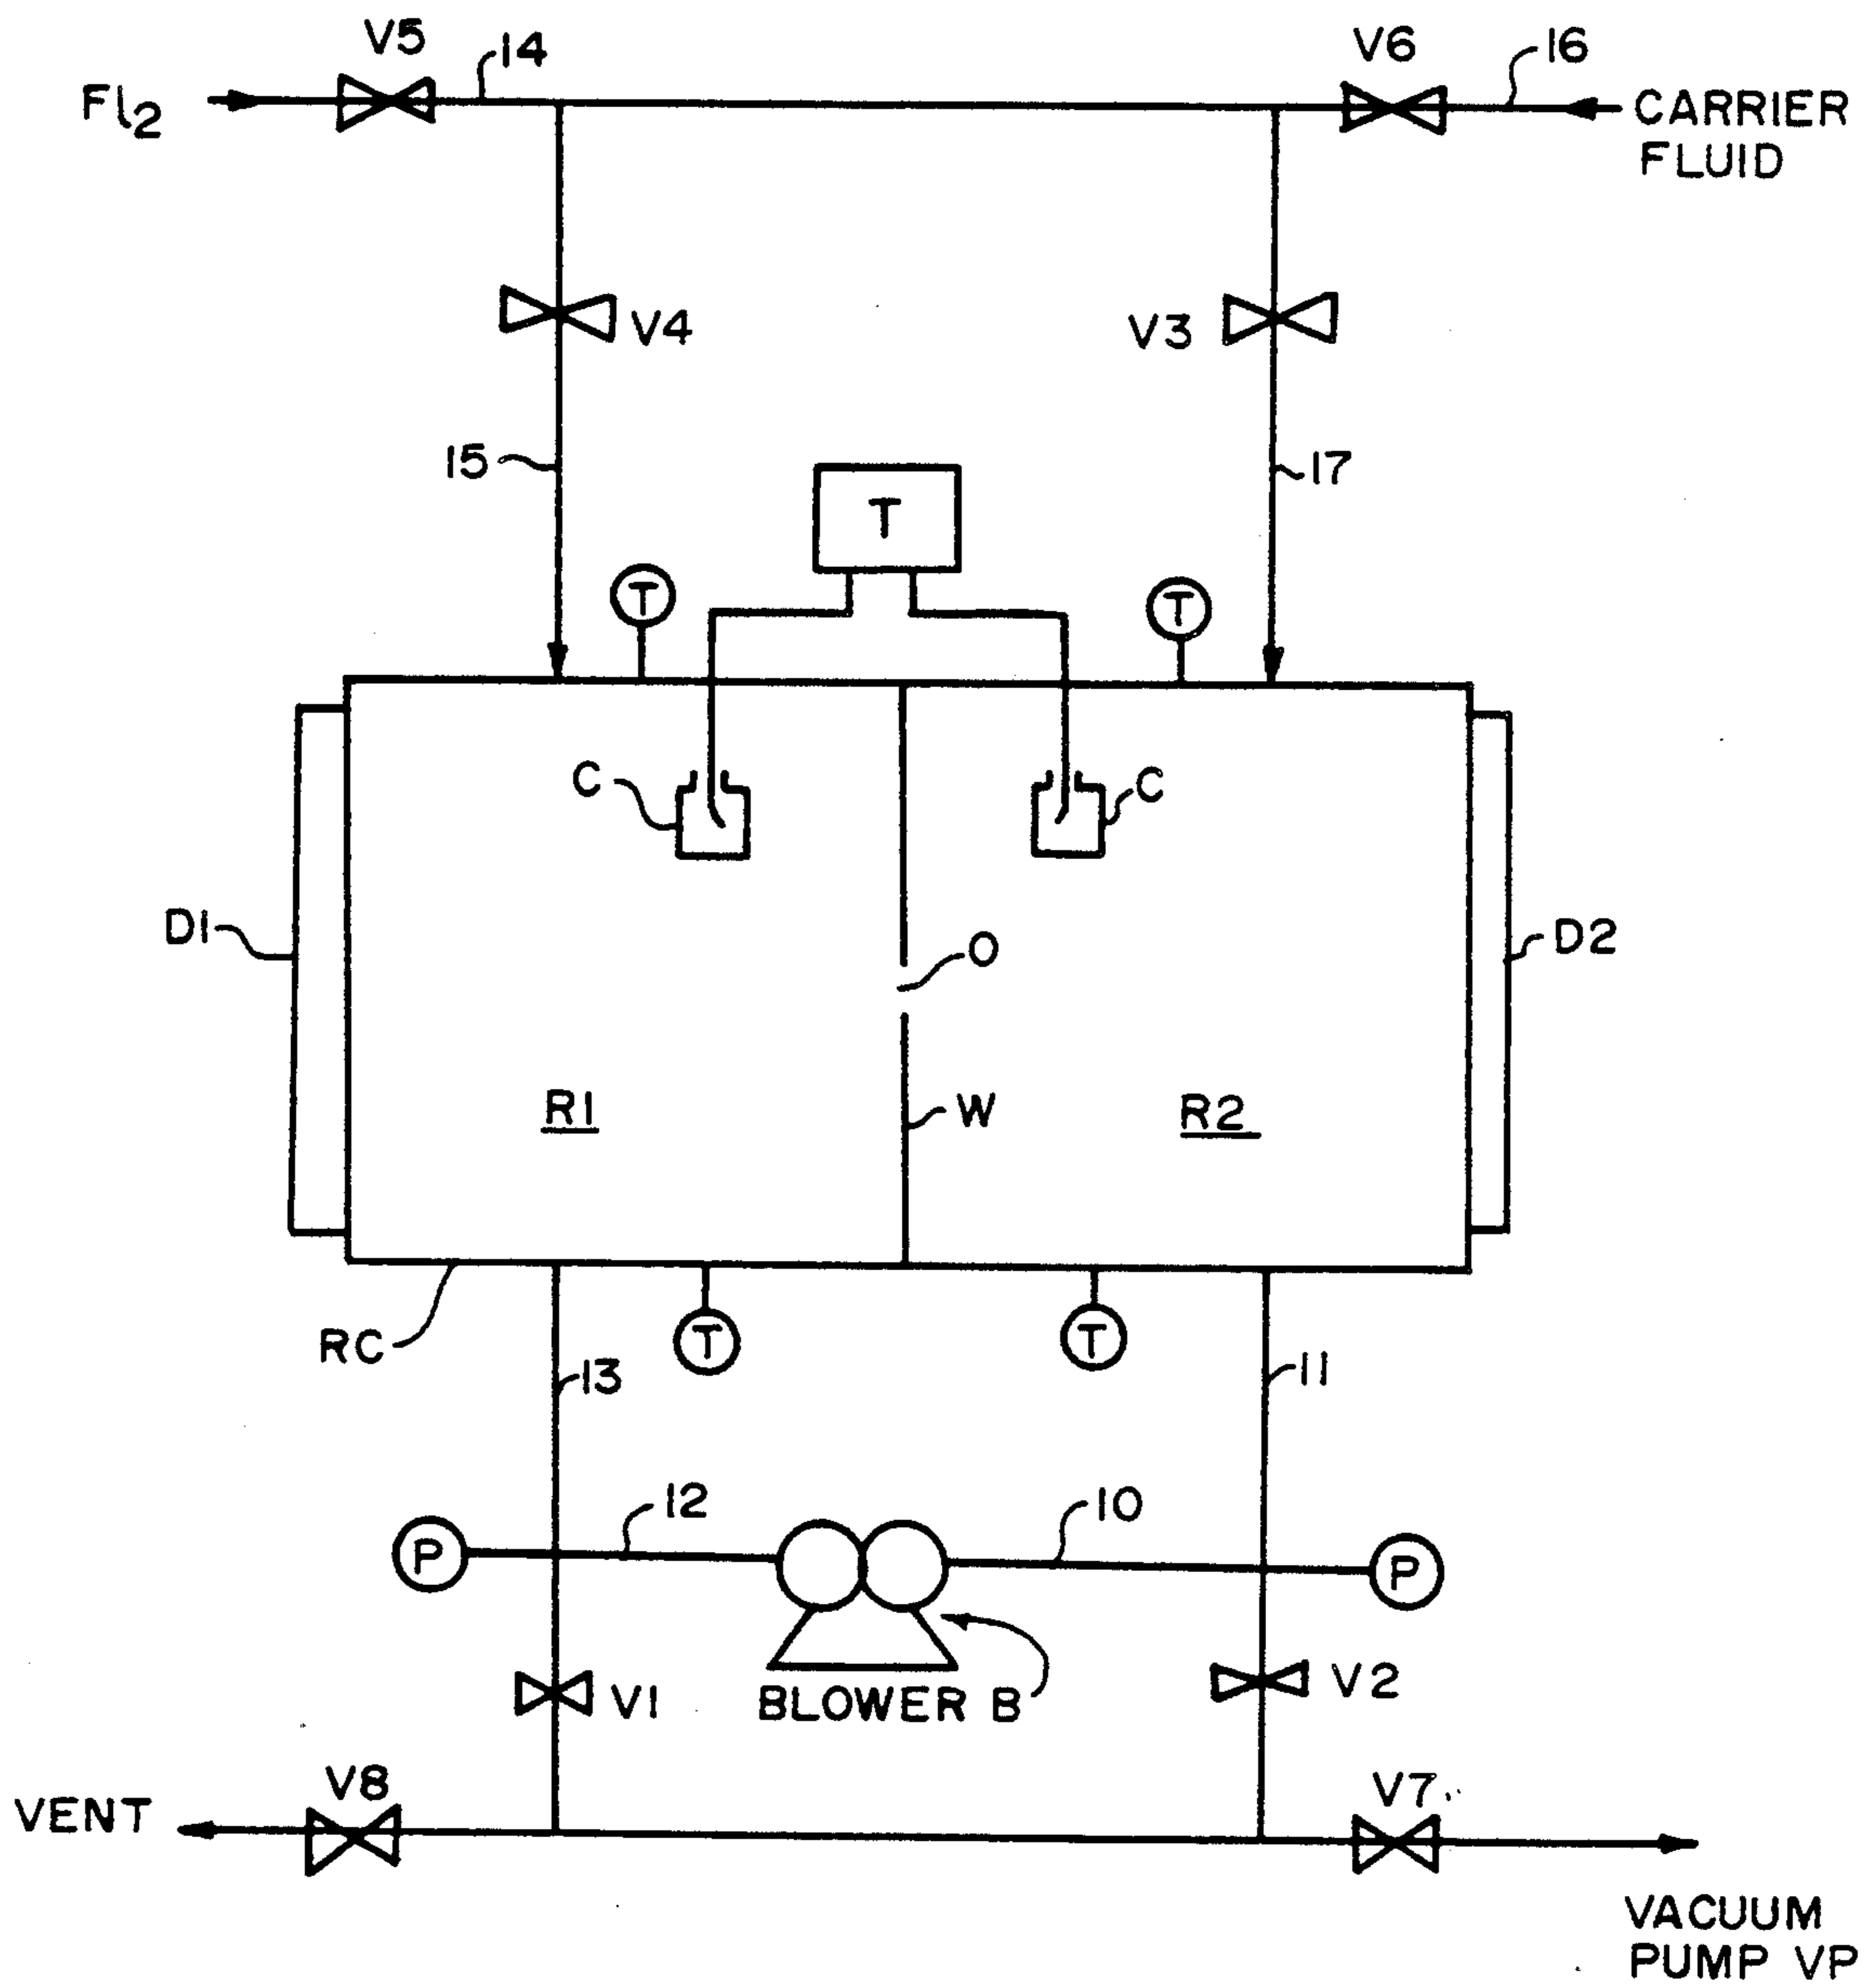 V5
14
V6
16
Fl2
CARRIER
FLUID
V4
V3
15
17
T
T
T
C
C
D1
O
D2
R1
W
R2
RC
T
T
13
11
12
10
P
P
V1
BLOWER B
V2
V8
V7
VENT
VACUUM
PUMP VP